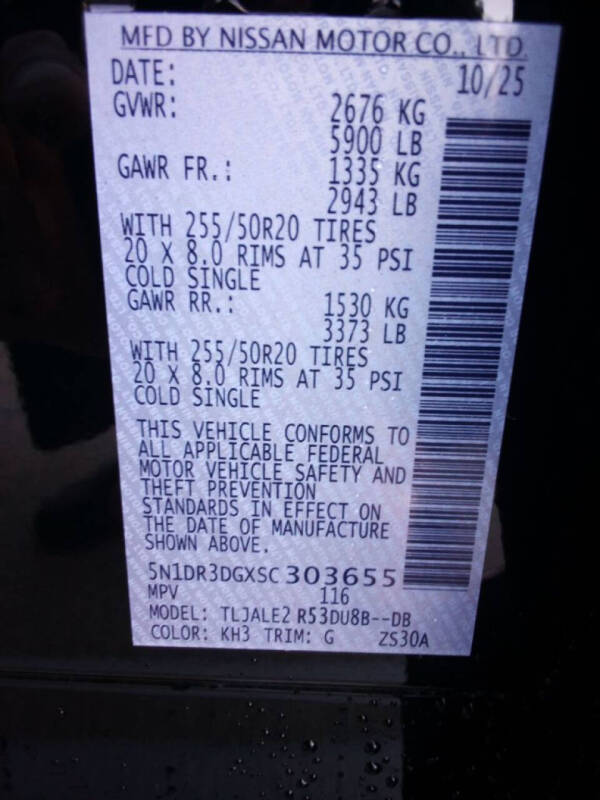 MFD BY NISSAN MOTOR CO., LTD.
DATE: 10/25
GVWR: 2676 KG
5900 LB
GAWR FR.: 1335 KG
2943 LB
WITH 255/50R20 TIRES
20 X 8.0 RIMS AT 35 PSI
COLD SINGLE
GAWR RR.: 1530 KG
3373 LB
WITH 255/50R20 TIRES
20 X 8.0 RIMS AT 35 PSI
COLD SINGLE
THIS VEHICLE CONFORMS TO
ALL APPLICABLE FEDERAL
MOTOR VEHICLE SAFETY AND
THEFT PREVENTION
STANDARDS IN EFFECT ON
THE DATE OF MANUFACTURE
SHOWN ABOVE.
5N1DR3DGXSC303655
MPV 116
MODEL: TLJALE2 R53DU8B--DB
COLOR: KH3 TRIM: G ZS30A